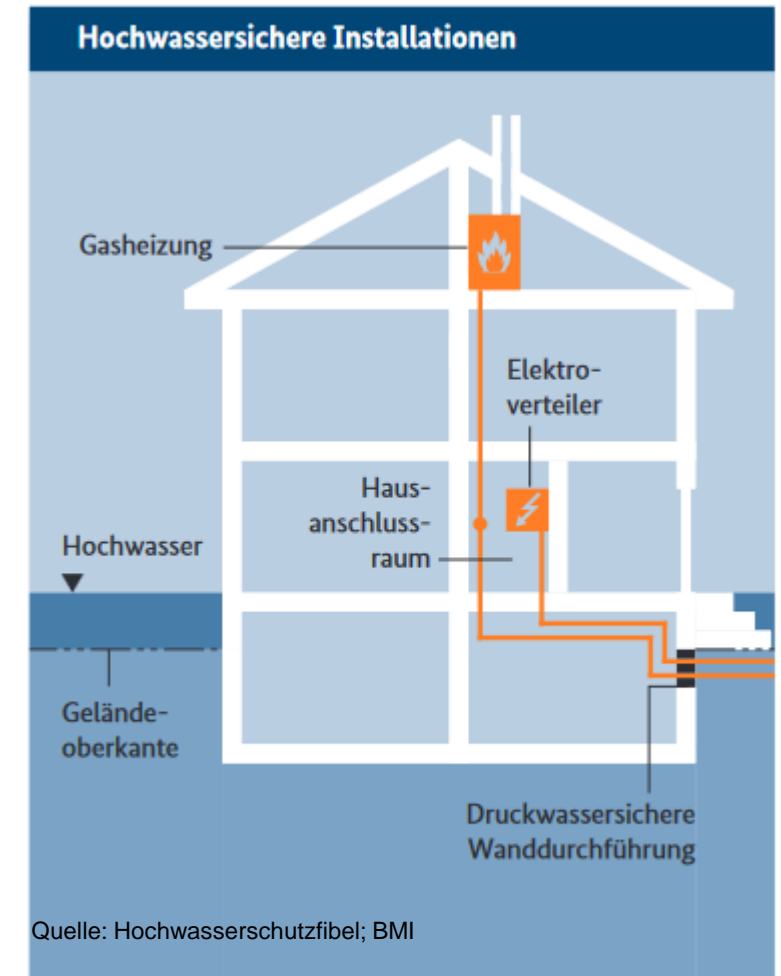 Hochwassersichere Installationen
Gasheizung
Elektro-
verteiler
Haus-
anschluss-
raum
Hochwasser
Gelände-
oberkante
Druckwassersichere
Wanddurchführung
Quelle: Hochwasserschutzfibel; BMI